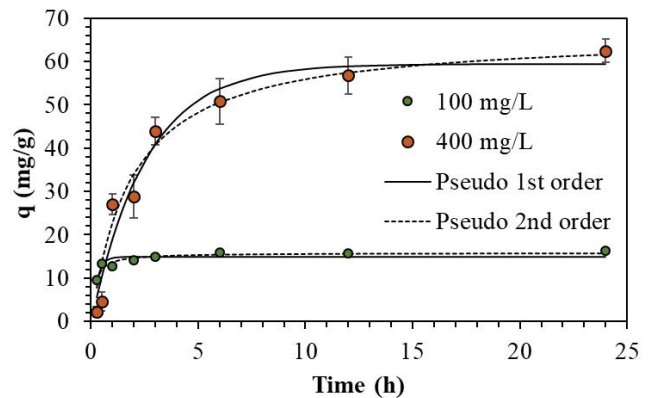 70
60
50
40
30
20
10
0
q (mg/g)
100 mg/L
400 mg/L
Pseudo 1st order
Pseudo 2nd order
0 5 10 15 20 25
Time (h)